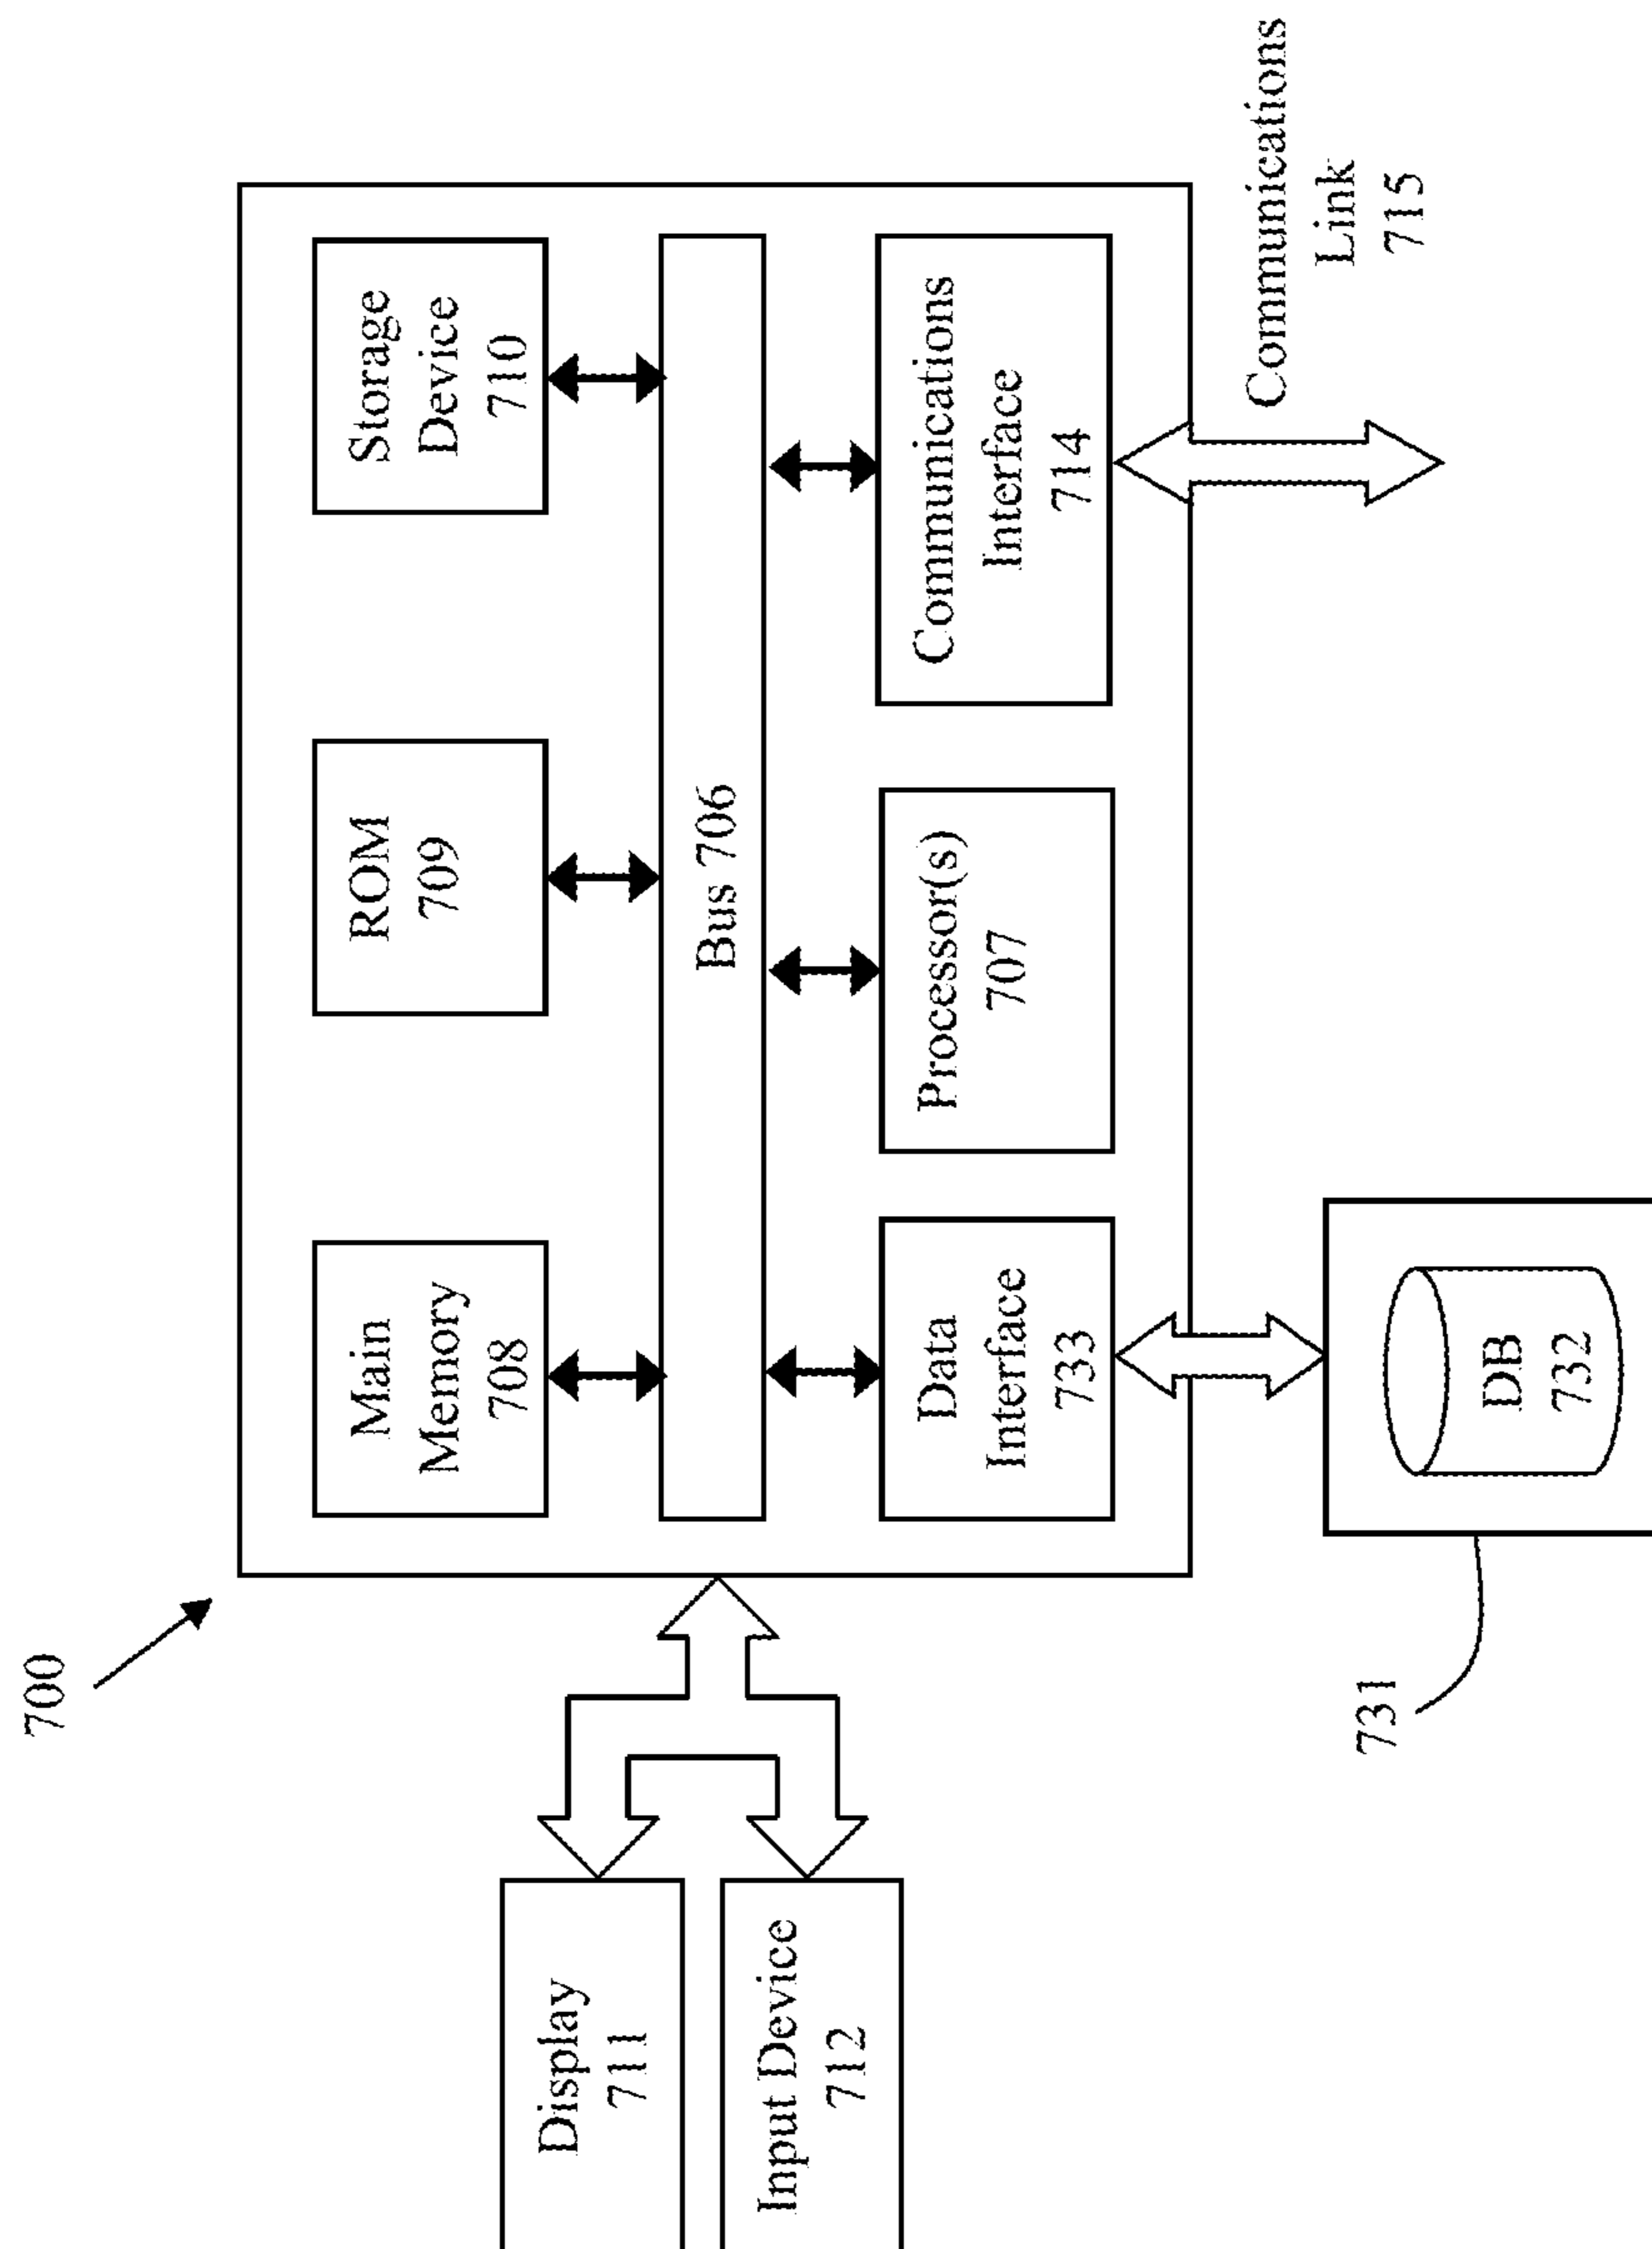 700
Main
Memory
708
ROM
709
Storage
Device
710
Display
711
Bus 706
Input Device
712
Data
Interface
733
Processor(s)
707
Communications
Interface
714
Communications
Link
715
731
DB
732